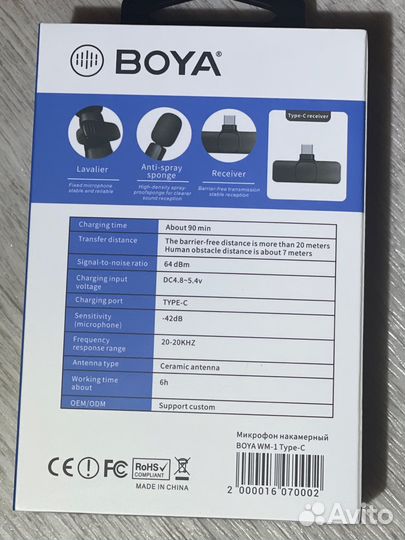 BOYA
Type-C receiver
Lavalier
Fixed microphone
stable and reliable
Anti-spray
sponge
High-density spray-
proof sponge for clearer
sound reception
Receiver
Barrier-free transmission
stable reception
Charging time About 90 min
Transfer distance The barrier-free distance is more than 20 meters
Human obstacle distance is about 7 meters
Signal-to-noise ratio 64 dBm
Charging input
voltage DC4.8~5.4v
Charging port TYPE-C
Sensitivity
(microphone) -42dB
Frequency
response range 20-20KHZ
Antenna type Ceramic antenna
Working time
about 6h
OEM/ODM Support custom
Микрофон накамерный
BOYA WM-1 Type-C
CE FC RoHS
COMPLIANT
MADE IN CHINA
2 000016 070002
Avito